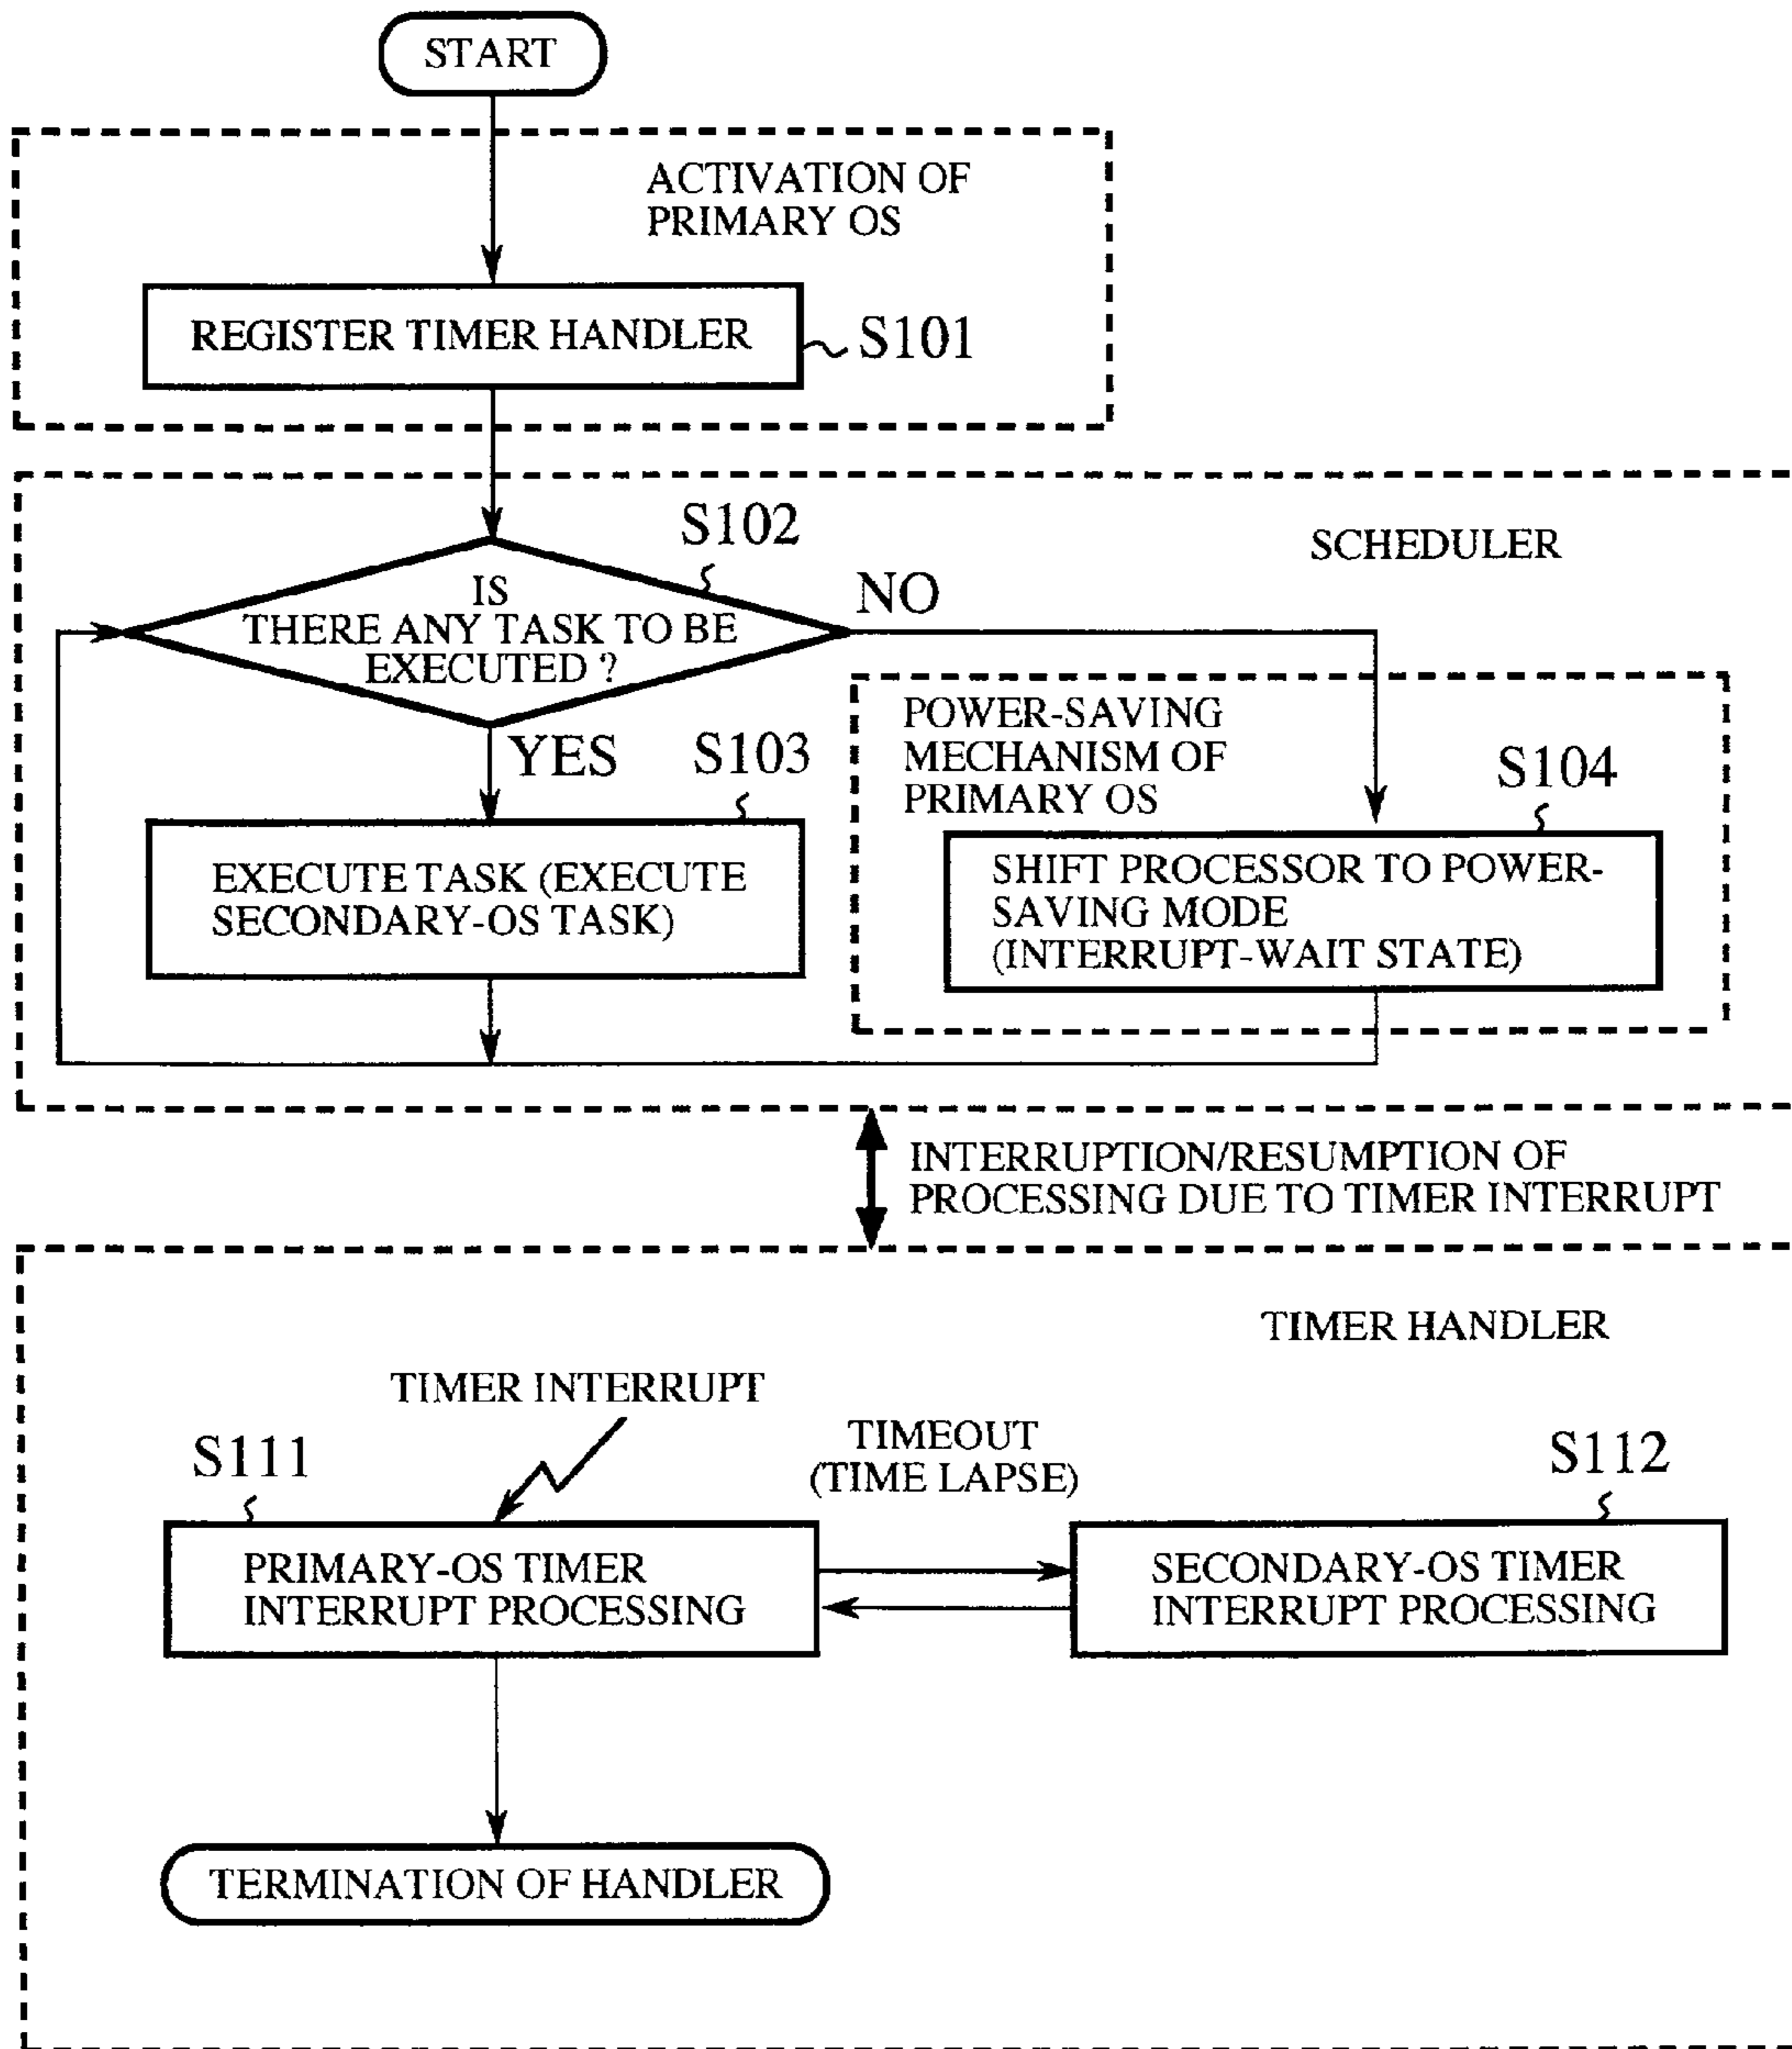 START
ACTIVATION OF
PRIMARY OS
REGISTER TIMER HANDLER
S101
S102
SCHEDULER
IS
THERE ANY TASK TO BE
EXECUTED ?
NO
YES
S103
POWER-SAVING
MECHANISM OF
PRIMARY OS
S104
EXECUTE TASK (EXECUTE
SECONDARY-OS TASK)
SHIFT PROCESSOR TO POWER-
SAVING MODE
(INTERRUPT-WAIT STATE)
INTERRUPTION/RESUMPTION OF
PROCESSING DUE TO TIMER INTERRUPT
TIMER HANDLER
TIMER INTERRUPT
TIMEOUT
(TIME LAPSE)
S111
S112
PRIMARY-OS TIMER
INTERRUPT PROCESSING
SECONDARY-OS TIMER
INTERRUPT PROCESSING
TERMINATION OF HANDLER